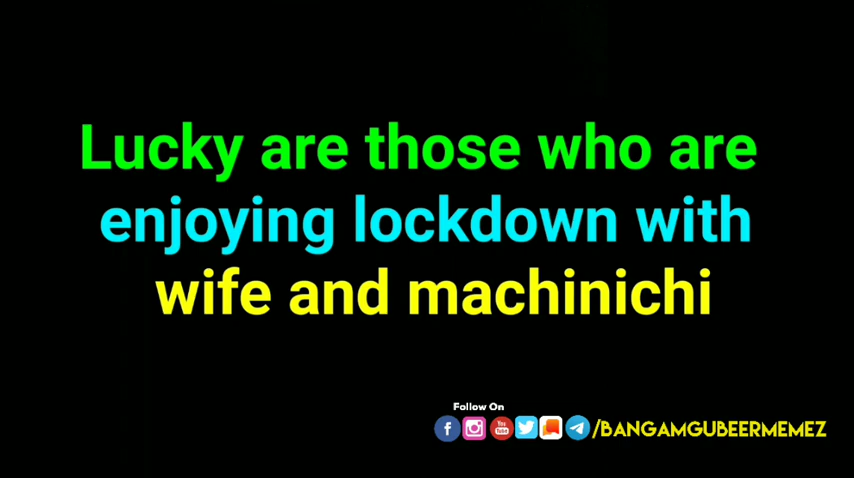 Lucky are those who are
enjoying lockdown with
wife and machinichi
Follow On
/BANGAMGUBEERMEMEZ